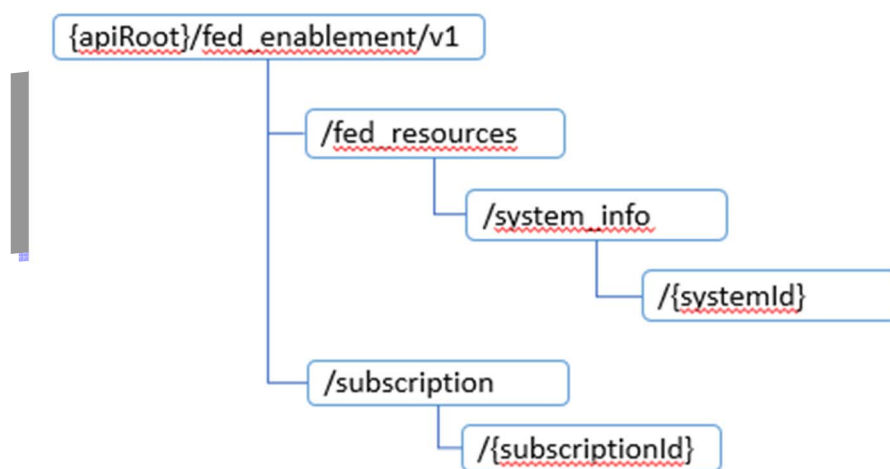 {apiRoot}/fed_enablement/v1
/fed_resources
/system_info
/{systemId}
/subscription
/{subscriptionId}